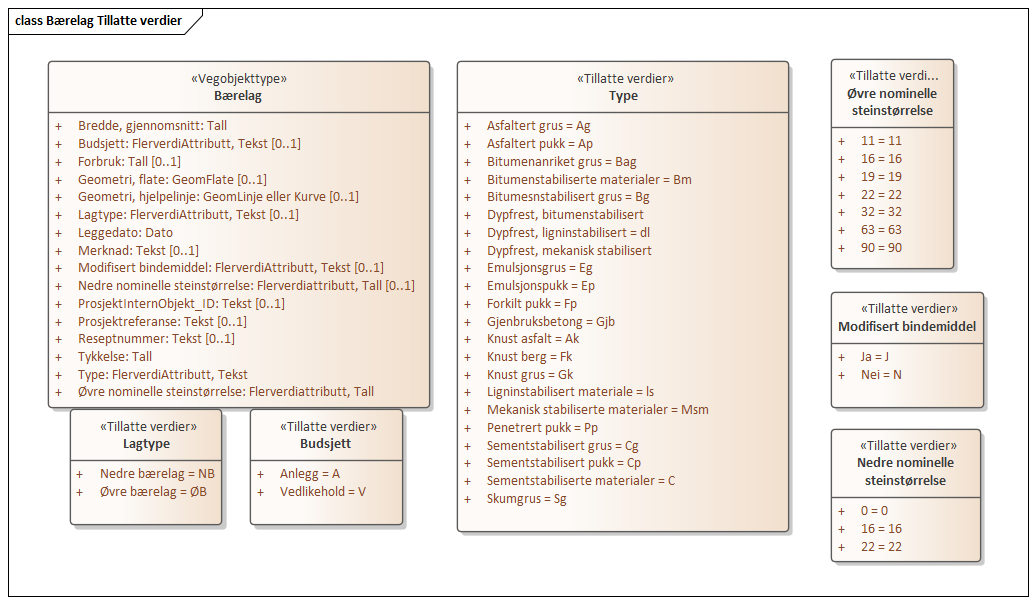 class Bærelag Tillatte verdier
«Vegobjekttype»
Bærelag
+ Bredde, gjennomsnitt: Tall
+ Budsjett: FlerverdiAttributt, Tekst [0..1]
+ Forbruk: Tall [0..1]
+ Geometri, flate: GeomFlate [0..1]
+ Geometri, hjelpelinje: GeomLinje eller Kurve [0..1]
+ Lagtype: FlerverdiAttributt, Tekst [0..1]
+ Leggedato: Dato
+ Merknad: Tekst [0..1]
+ Modifisert bindemiddel: FlerverdiAttributt, Tekst [0..1]
+ Nedre nominelle steinstørrelse: Flerverdiattributt, Tall [0..1]
+ ProsjektInternObjekt_ID: Tekst [0..1]
+ Prosjektreferanse: Tekst [0..1]
+ Reseptnummer: Tekst [0..1]
+ Tykkelse: Tall
+ Type: FlerverdiAttributt, Tekst
+ Øvre nominelle steinstørrelse: Flerverdiattributt, Tall
«Tillatte verdier»
Lagtype
+ Nedre bærelag = NB
+ Øvre bærelag = ØB
«Tillatte verdier»
Budsjett
+ Anlegg = A
+ Vedlikehold = V
«Tillatte verdier»
Type
+ Asfaltert grus = Ag
+ Asfaltert pukk = Ap
+ Bitumenanriket grus = Bag
+ Bitumenstabiliserte materialer = Bm
+ Bitumesnstabilisert grus = Bg
+ Dypfrest, bitumenstabilisert
+ Dypfrest, ligninstabilisert = dl
+ Dypfrest, mekanisk stabilisert
+ Emulsjonsgrus = Eg
+ Emulsjonspukk = Ep
+ Forkilt pukk = Fp
+ Gjenbruksbetong = Gjb
+ Knust asfalt = Ak
+ Knust berg = Fk
+ Knust grus = Gk
+ Ligninstabilisert materiale = ls
+ Mekanisk stabiliserte materialer = Msm
+ Penetrert pukk = Pp
+ Sementstabilisert grus = Cg
+ Sementstabilisert pukk = Cp
+ Sementstabiliserte materialer = C
+ Skumgrus = Sg
«Tillatte verdi...
Øvre nominelle
steinstørrelse
+ 11 = 11
+ 16 = 16
+ 19 = 19
+ 22 = 22
+ 32 = 32
+ 63 = 63
+ 90 = 90
«Tillatte verdier»
Modifisert bindemiddel
+ Ja = J
+ Nei = N
«Tillatte verdier»
Nedre nominelle
steinstørrelse
+ 0 = 0
+ 16 = 16
+ 22 = 22